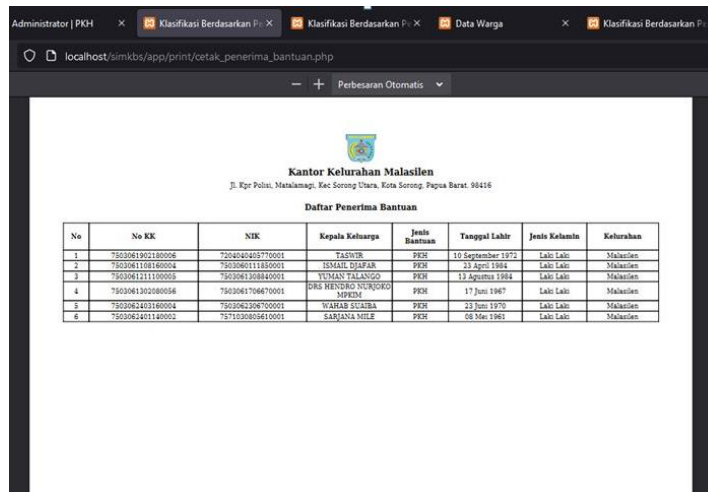 Administrator | PKH
Klasifikasi Berdasarkan Pe
Klasifikasi Berdasarkan Pe
Data Warga
Klasifikasi Berdasarkan Pe
localhost/simkbs/app/print/cetak_penerima_bantuan.php
Perbesaran Otomatis
Kantor Kelurahan Malasilen
Jl. Kpr Polisi, Matalamagi, Kec Sorong Utara, Kota Sorong, Papua Barat. 98416
Daftar Penerima Bantuan
No No KK NIK Kepala Keluarga Jenis Bantuan Tanggal Lahir Jenis Kelamin Kelurahan
1 7503061902180006 7204040405770001 TASWIR PKH 10 September 1972 Laki Laki Malasilen
2 7503061108160004 7503060111850001 ISMAIL DJAFAR PKH 23 April 1984 Laki Laki Malasilen
3 7503061211100005 7503061308840001 YUMAN TALANGO PKH 13 Agustus 1984 Laki Laki Malasilen
4 7503061302080056 7503061706670001 DRS HENDRO NURJOKO MPKIM PKH 17 Juni 1967 Laki Laki Malasilen
5 7503062403160004 7503062306700001 WAHAB SUAIBA PKH 23 Juni 1970 Laki Laki Malasilen
6 7503062401140002 7571030805610001 SARJANA MILE PKH 08 Mei 1961 Laki Laki Malasilen